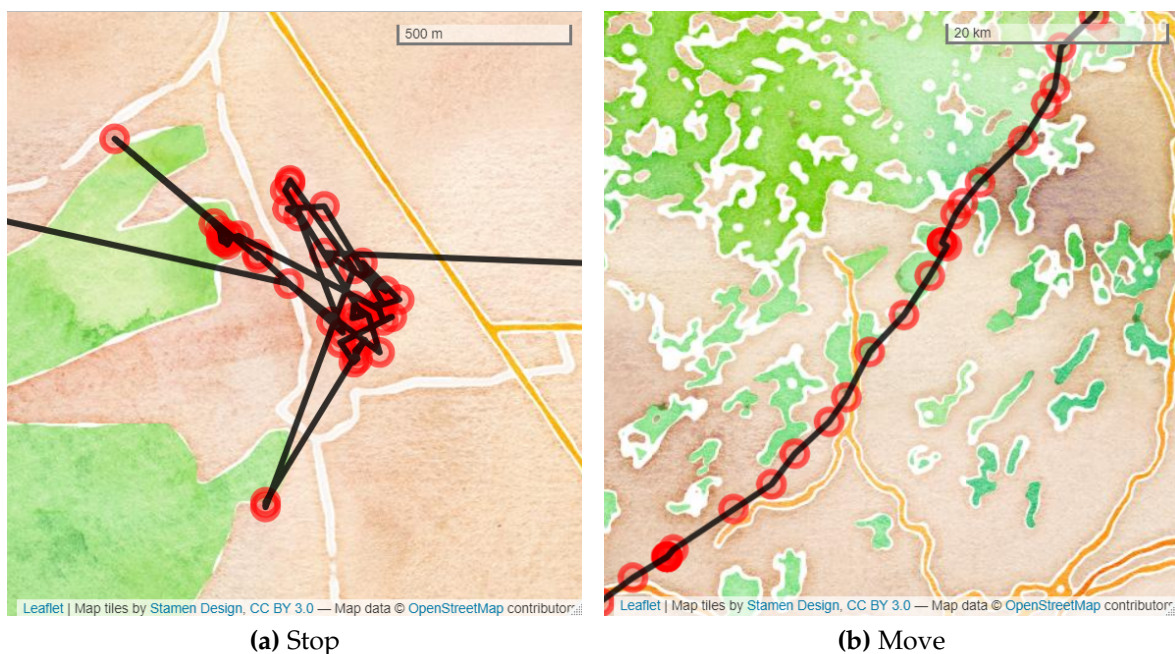 500 m
20 km
Leaflet | Map tiles by Stamen Design, CC BY 3.0 — Map data © OpenStreetMap contributors
Leaflet | Map tiles by Stamen Design, CC BY 3.0 — Map data © OpenStreetMap contributors
(a) Stop
(b) Move